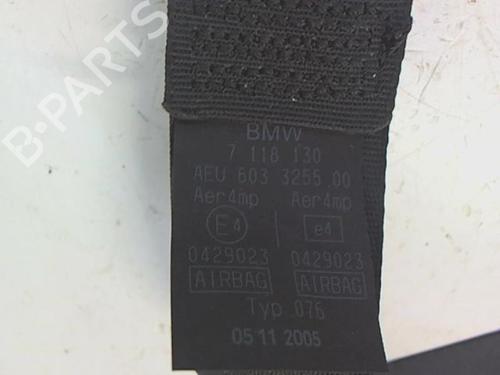 B-PARTS
BMW
7 118 130
AEU 603 3255 00
Aer4mp Aer4mp
E4 e4
0429023 0429023
AIRBAG AIRBAG
Typ 076
05 11 2005